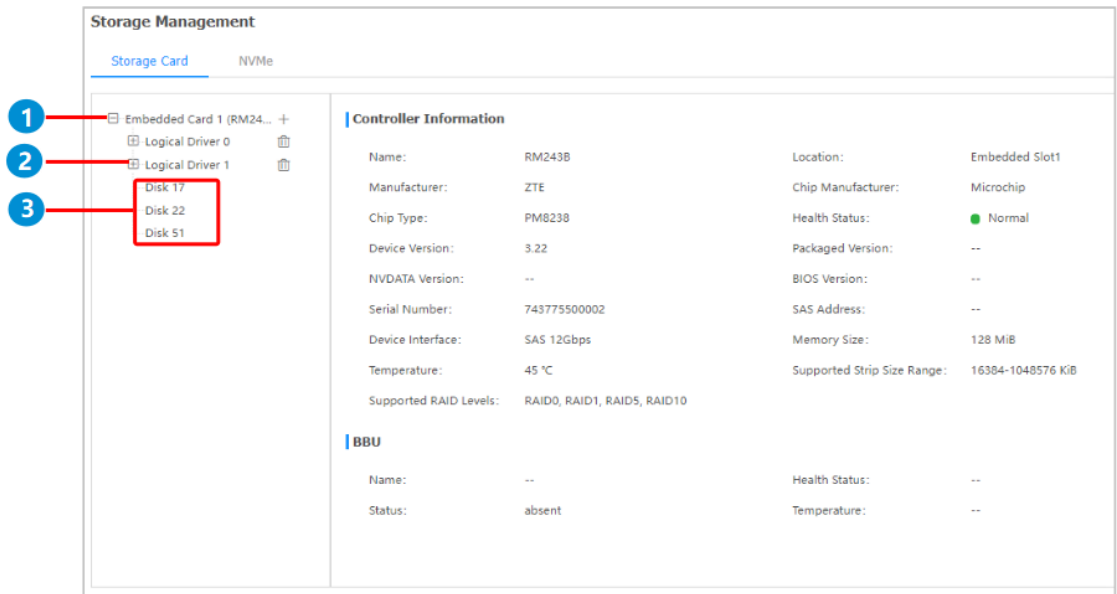 Storage Management
Storage Card NVMe
1
Embedded Card 1 (RM24...
Logical Driver 0
2
Logical Driver 1
3
Disk 17
Disk 22
Disk 51
Controller Information
Name: RM243B Location: Embedded Slot1
Manufacturer: ZTE Chip Manufacturer: Microchip
Chip Type: PM8238 Health Status: Normal
Device Version: 3.22 Packaged Version: --
NVDATA Version: -- BIOS Version: --
Serial Number: 743775500002 SAS Address: --
Device Interface: SAS 12Gbps Memory Size: 128 MiB
Temperature: 45 ℃ Supported Strip Size Range: 16384-1048576 KiB
Supported RAID Levels: RAID0, RAID1, RAID5, RAID10
BBU
Name: -- Health Status: --
Status: absent Temperature: --